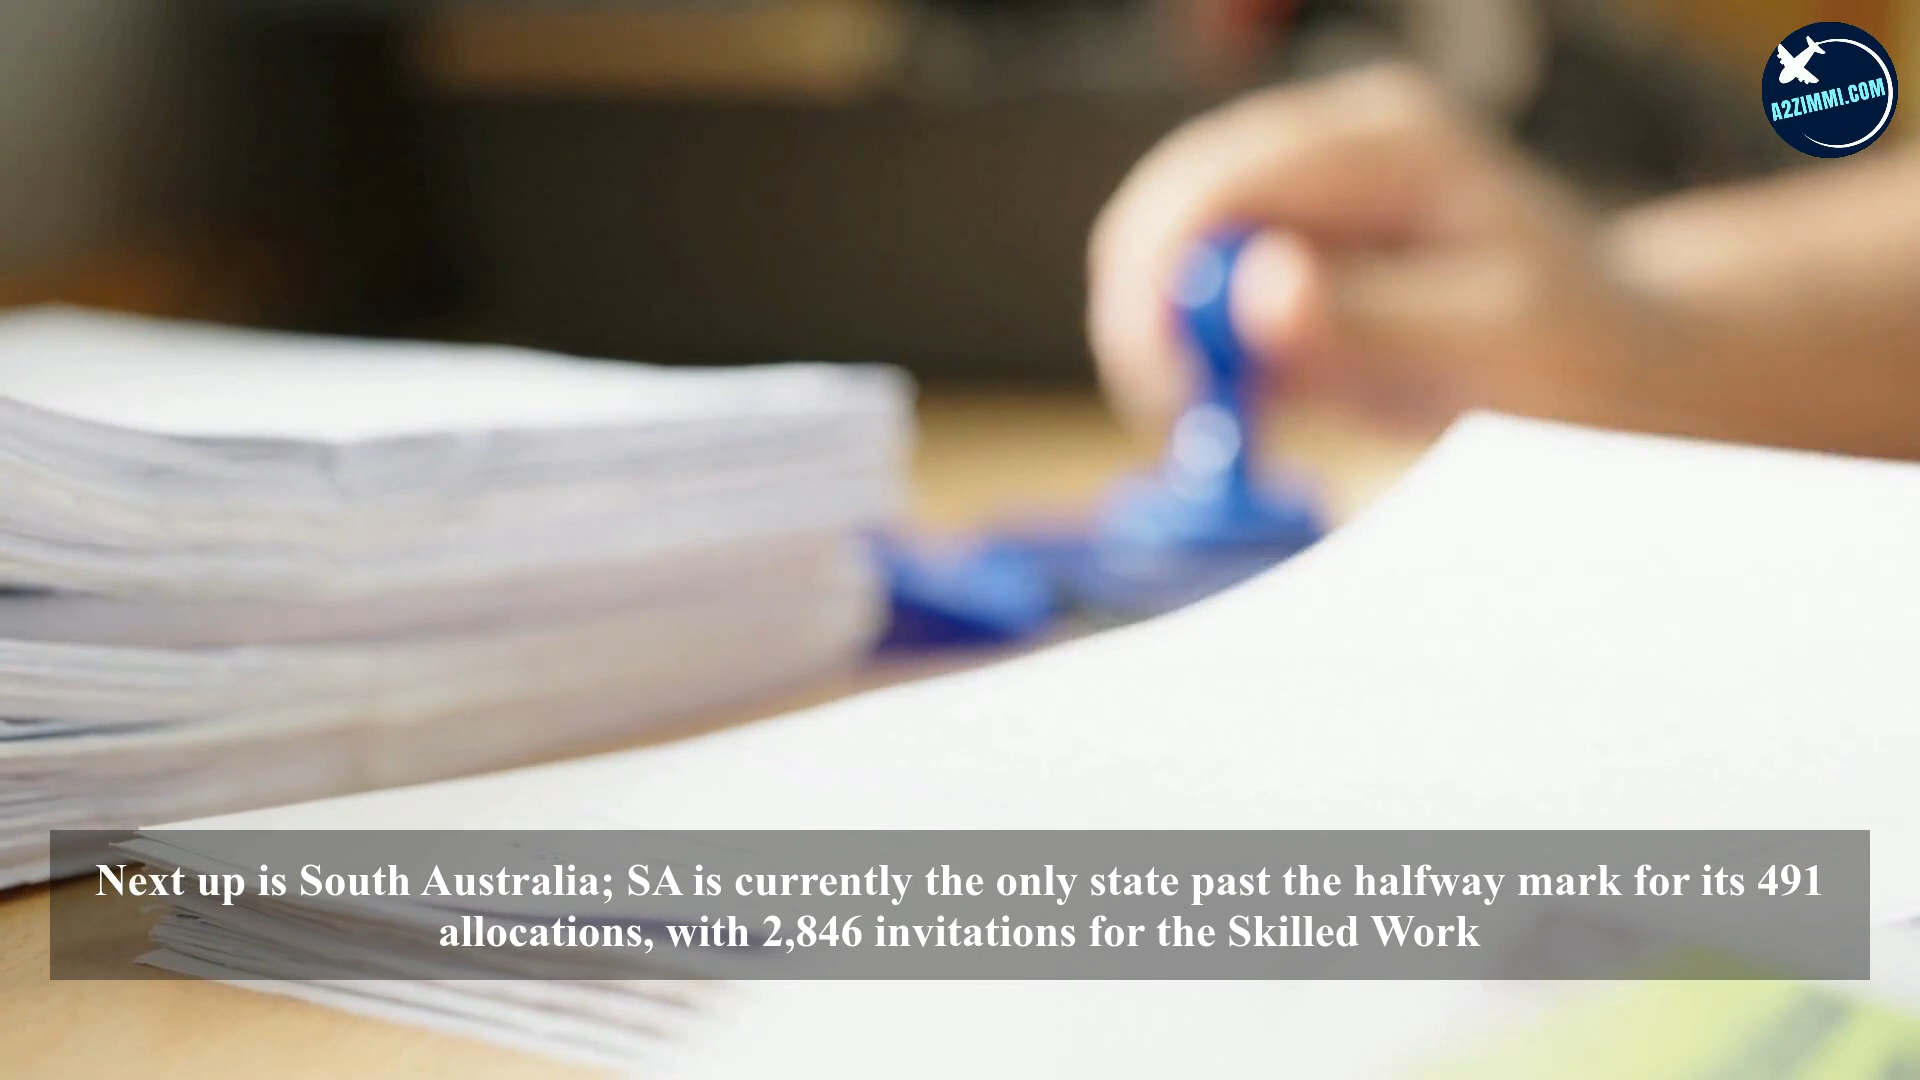 A2ZIMMI.COM
Next up is South Australia; SA is currently the only state past the halfway mark for its 491
allocations, with 2,846 invitations for the Skilled Work